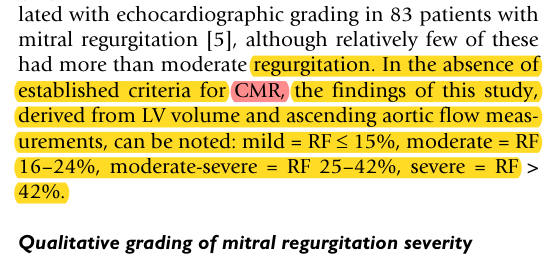 lated with echocardiographic grading in 83 patients with
mitral regurgitation [5], although relatively few of these
had more than moderate regurgitation. In the absence of
established criteria for CMR, the findings of this study,
derived from LV volume and ascending aortic flow meas-
urements, can be noted: mild = RF ≤ 15%, moderate = RF
16–24%, moderate-severe = RF 25–42%, severe = RF >
42%.
Qualitative grading of mitral regurgitation severity